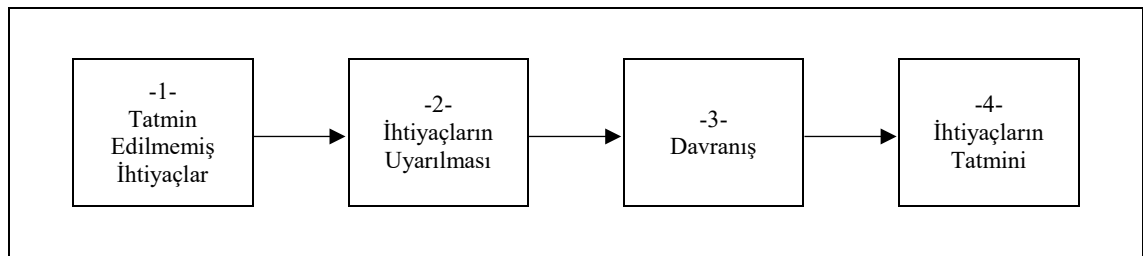 -1-
Tatmin
Edilmemiş
İhtiyaçlar
-2-
İhtiyaçların
Uyarılması
-3-
Davranış
-4-
İhtiyaçların
Tatmini